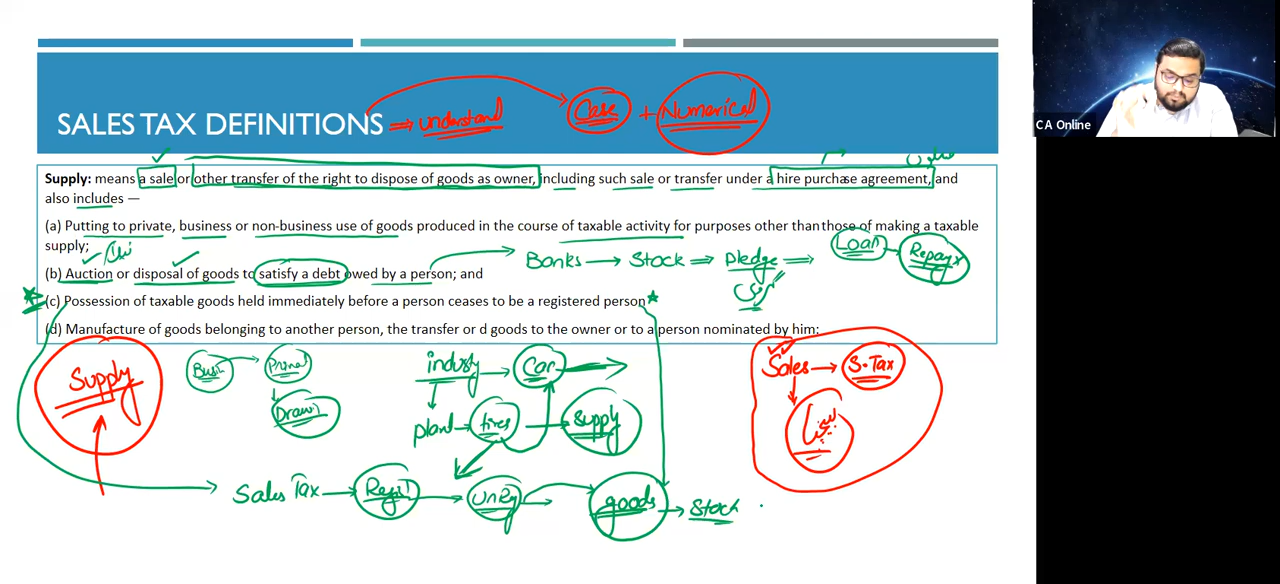 SALES TAX DEFINITIONS ⇒ understand Case + Numerical
Supply: means a sale or other transfer of the right to dispose of goods as owner, including such sale or transfer under a hire purchase agreement, and
also includes —
(a) Putting to private, business or non-business use of goods produced in the course of taxable activity for purposes other than those of making a taxable
supply;
(b) Auction or disposal of goods to satisfy a debt owed by a person; and
Banks → Stock ⇒ Pledge ⇒ Loan Repay x
(c) Possession of taxable goods held immediately before a person ceases to be a registered person
(d) Manufacture of goods belonging to another person, the transfer or d goods to the owner or to a person nominated by him;
Supply
Busi
Draw
industry → Car
plant → tires → Supply
Sales → S.Tax
بیچنا
Sales Tax → Regist → UnReg → goods → Stock
CA Online